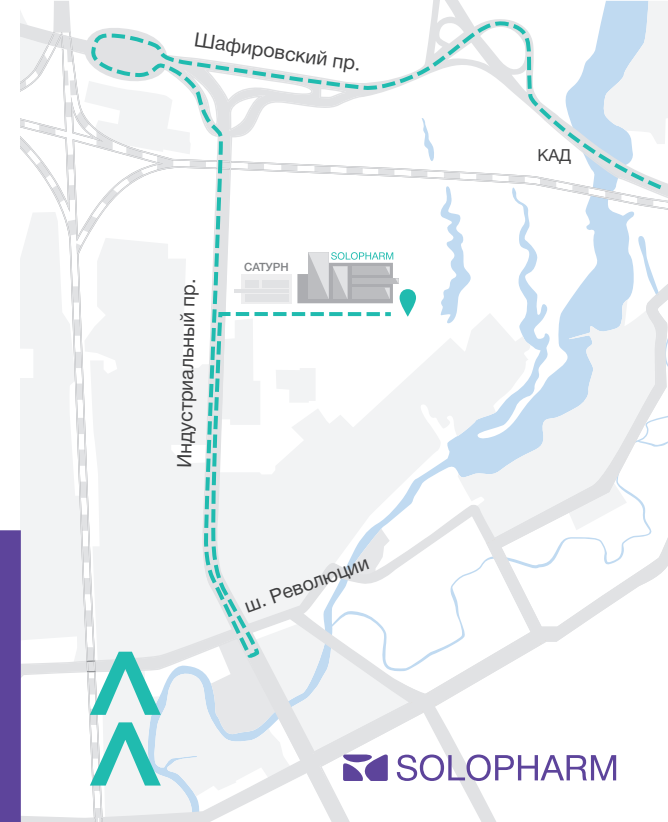 Шафировский пр.
КАД
SOLOPHARM
САТУРН
Индустриальный пр.
ш. Революции
SOLOPHARM